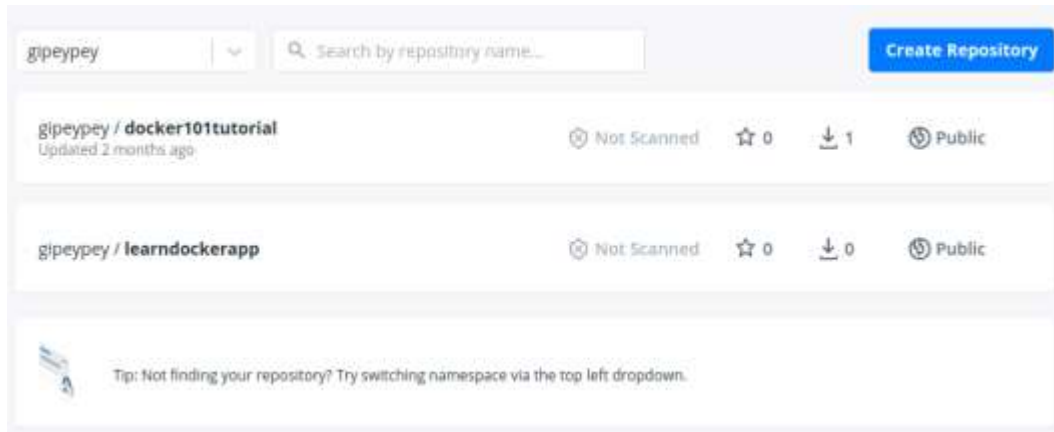 gipeypey
Search by repository name...
Create Repository
gipeypey / docker101tutorial
Updated 2 months ago
Not Scanned
0
1
Public
gipeypey / learndockerapp
Not Scanned
0
0
Public
Tip: Not finding your repository? Try switching namespace via the top left dropdown.